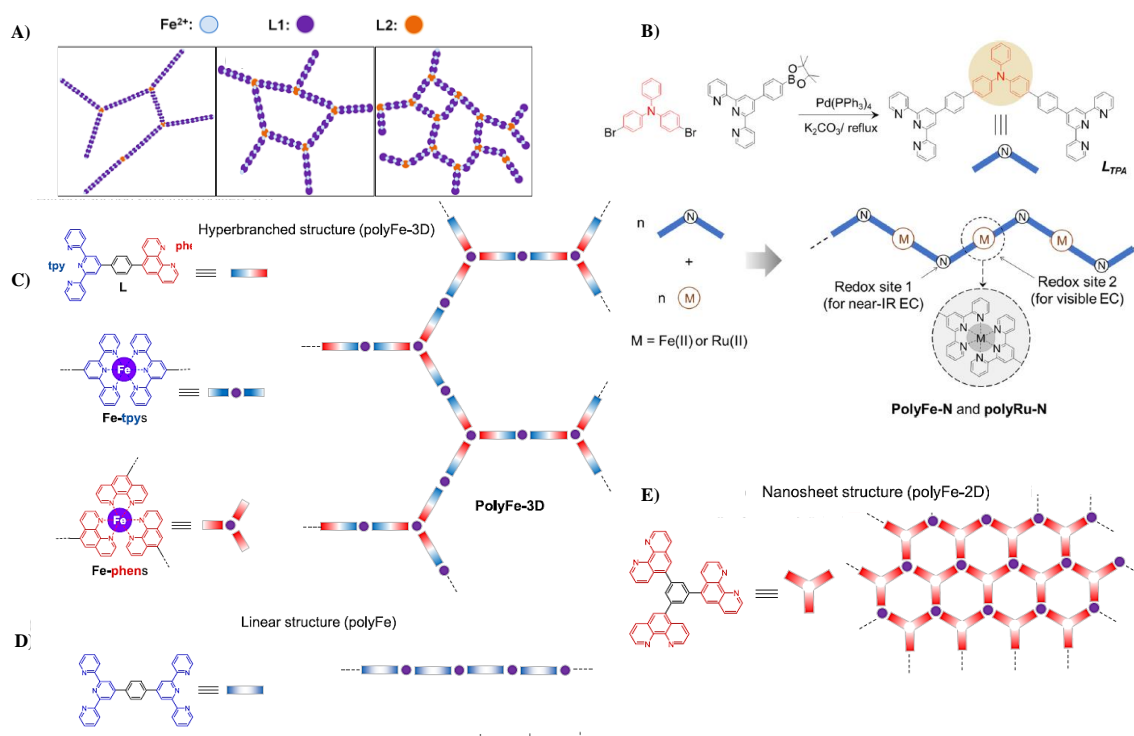 A)
Fe²⁺:
L1:
L2:
B)
Br
N
Br
N
N
N
B
O
O
Pd(PPh₃)₄
K₂CO₃/ reflux
N
N
N
N
N
N
N
N
L_TPA
n
N
+
n
M
M = Fe(II) or Ru(II)
N
N
N
M
M
M
Redox site 1
(for near-IR EC)
Redox site 2
(for visible EC)
N
N
N
M
N
N
N
PolyFe-N and polyRu-N
Hyperbranched structure (polyFe-3D)
C)
tpy
phe
N
N
N
N
N
L
N
N
N
Fe
N
N
N
Fe-tpys
N
N
Fe
N
N
N
N
Fe-phens
PolyFe-3D
Linear structure (polyFe)
D)
N
N
N
N
N
N
E)
Nanosheet structure (polyFe-2D)
N
N
N
N
N
N